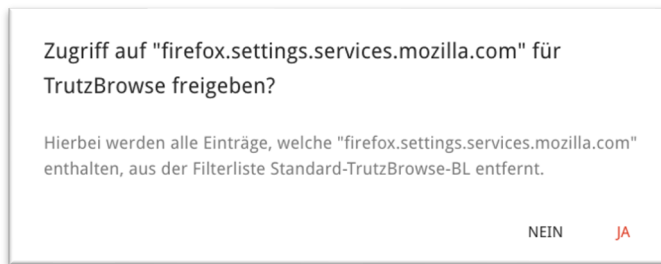 Zugriff auf "firefox.settings.services.mozilla.com" für
TrutzBrowse freigeben?
Hierbei werden alle Einträge, welche "firefox.settings.services.mozilla.com"
enthalten, aus der Filterliste Standard-TrutzBrowse-BL entfernt.
NEIN JA